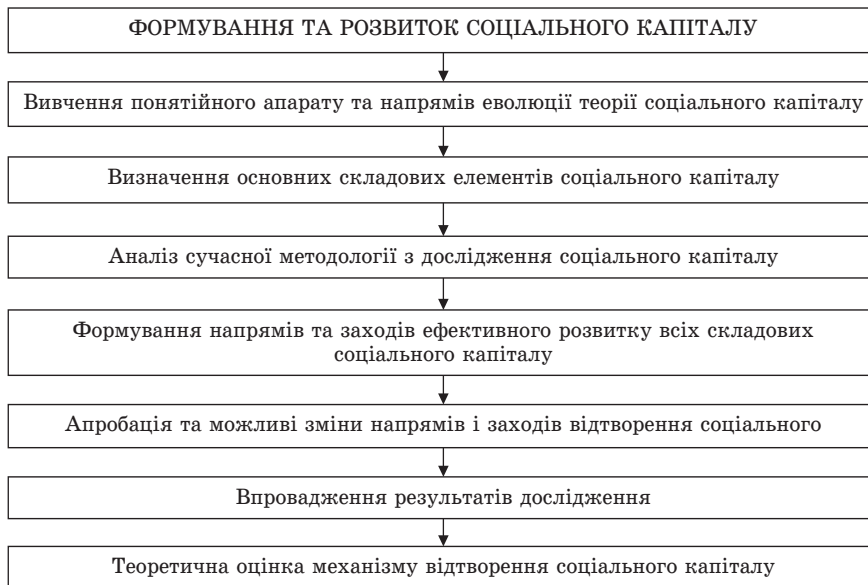 ФОРМУВАННЯ ТА РОЗВИТОК СОЦІАЛЬНОГО КАПІТАЛУ
Вивчення понятійного апарату та напрямів еволюції теорії соціального капіталу
Визначення основних складових елементів соціального капіталу
Аналіз сучасної методології з дослідження соціального капіталу
Формування напрямів та заходів ефективного розвитку всіх складових
соціального капіталу
Апробація та можливі зміни напрямів і заходів відтворення соціального
Впровадження результатів дослідження
Теоретична оцінка механізму відтворення соціального капіталу